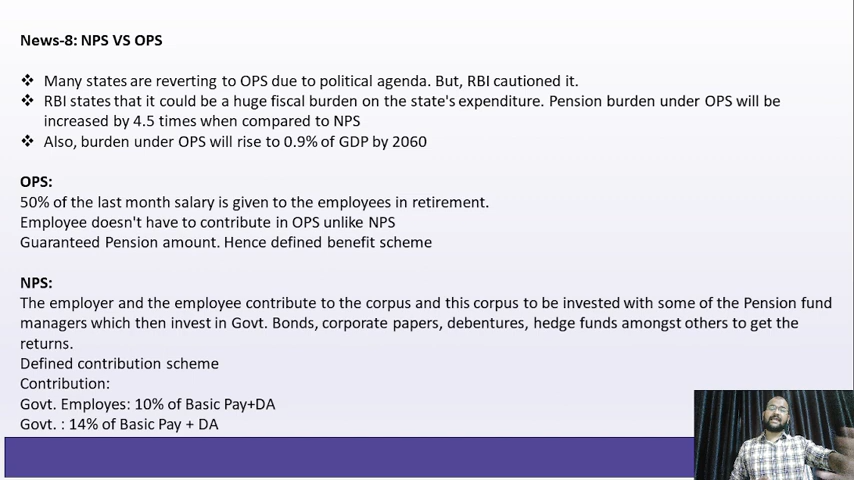 News-8: NPS VS OPS
❖ Many states are reverting to OPS due to political agenda. But, RBI cautioned it.
❖ RBI states that it could be a huge fiscal burden on the state's expenditure. Pension burden under OPS will be
increased by 4.5 times when compared to NPS
❖ Also, burden under OPS will rise to 0.9% of GDP by 2060
OPS:
50% of the last month salary is given to the employees in retirement.
Employee doesn't have to contribute in OPS unlike NPS
Guaranteed Pension amount. Hence defined benefit scheme
NPS:
The employer and the employee contribute to the corpus and this corpus to be invested with some of the Pension fund
managers which then invest in Govt. Bonds, corporate papers, debentures, hedge funds amongst others to get the
returns.
Defined contribution scheme
Contribution:
Govt. Employes: 10% of Basic Pay+DA
Govt. : 14% of Basic Pay + DA